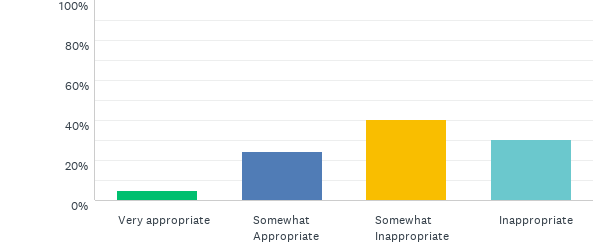 100%
80%
60%
40%
20%
0%
Very appropriate
Somewhat
Appropriate
Somewhat
Inappropriate
Inappropriate